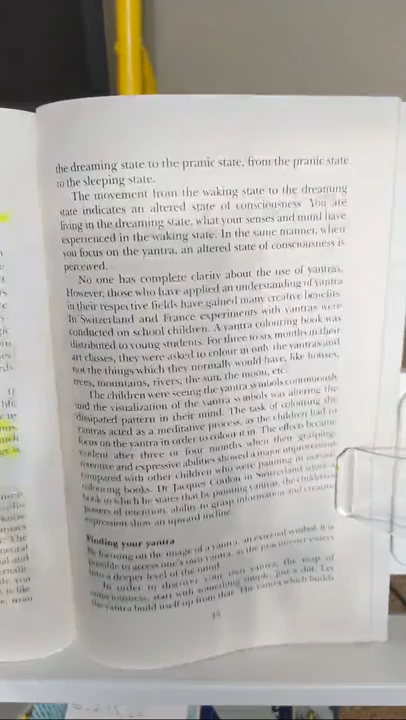 the dreaming state to the pranic state, from the pranic state
to the sleeping state.
The movement from the waking state to the dreaming
state indicates an altered state of consciousness. You are
living in the dreaming state, what your senses and mind have
experienced in the waking state. In the same manner, when
you focus on the yantra, an altered state of consciousness is
perceived.
No one has complete clarity about the use of yantras.
However, those who have applied an understanding of yantra
in their respective fields have gained many creative benefits.
In Switzerland and France experiments with yantras were
conducted on school children. A yantra colouring book was
distributed to young students. For three to six months in their
art classes, they were asked to colour in only the yantras and
not the things which they normally would have, like houses,
trees, mountains, rivers, the sun, the moon, etc.
The children were seeing the yantra symbols continuously
and the visualization of the yantra symbols was altering the
dissipated pattern in their mind. The task of colouring the
yantras acted as a meditative process, as the children had to
focus on the yantra in order to colour it in. The effects became
evident after three or four months when their grasping,
retentive and expressive abilities showed a major improvement
compared with other children who were painting in normal
colouring books. Dr Jacques Coulon in Switzerland wrote a
book in which he states that by painting yantras, the children's
powers of retention, ability to grasp information and creative
expression show an upward incline.
Finding your yantra
By focusing on the image of a yantra, an external symbol, it is
possible to access one's own yantra, as the practitioner enters
into a deeper level of the mind.
In order to discover your own yantra, the map of
consciousness, start with something simple, just a dot. Let
the yantra build itself up from that. The yantra which builds